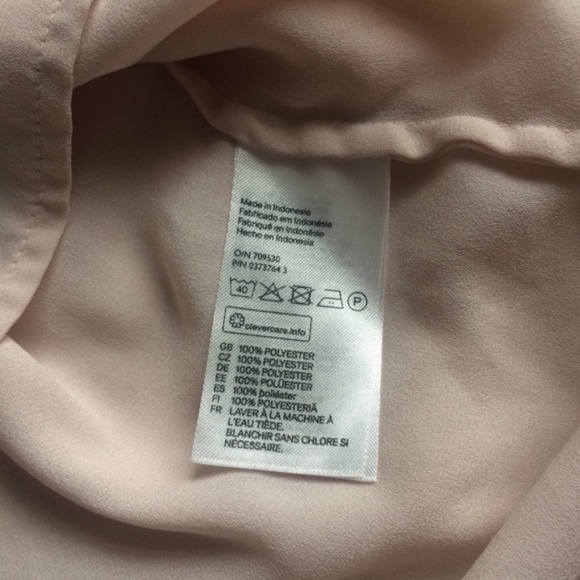 Made in Indonesia
Fabricado em Indonésia
Fabriqué en Indonésie
Hecho en Indonesia
O/N 709530
P/N 0373764 3
40 P
clevercare.info
GB 100% POLYESTER
CZ 100% POLYESTER
DE 100% POLYESTER
EE 100% POLÜESTER
ES 100% poliéster
FI 100% POLYESTERIÄ
FR LAVER À LA MACHINE À
L'EAU TIÈDE.
BLANCHIR SANS CHLORE SI
NÉCESSAIRE.